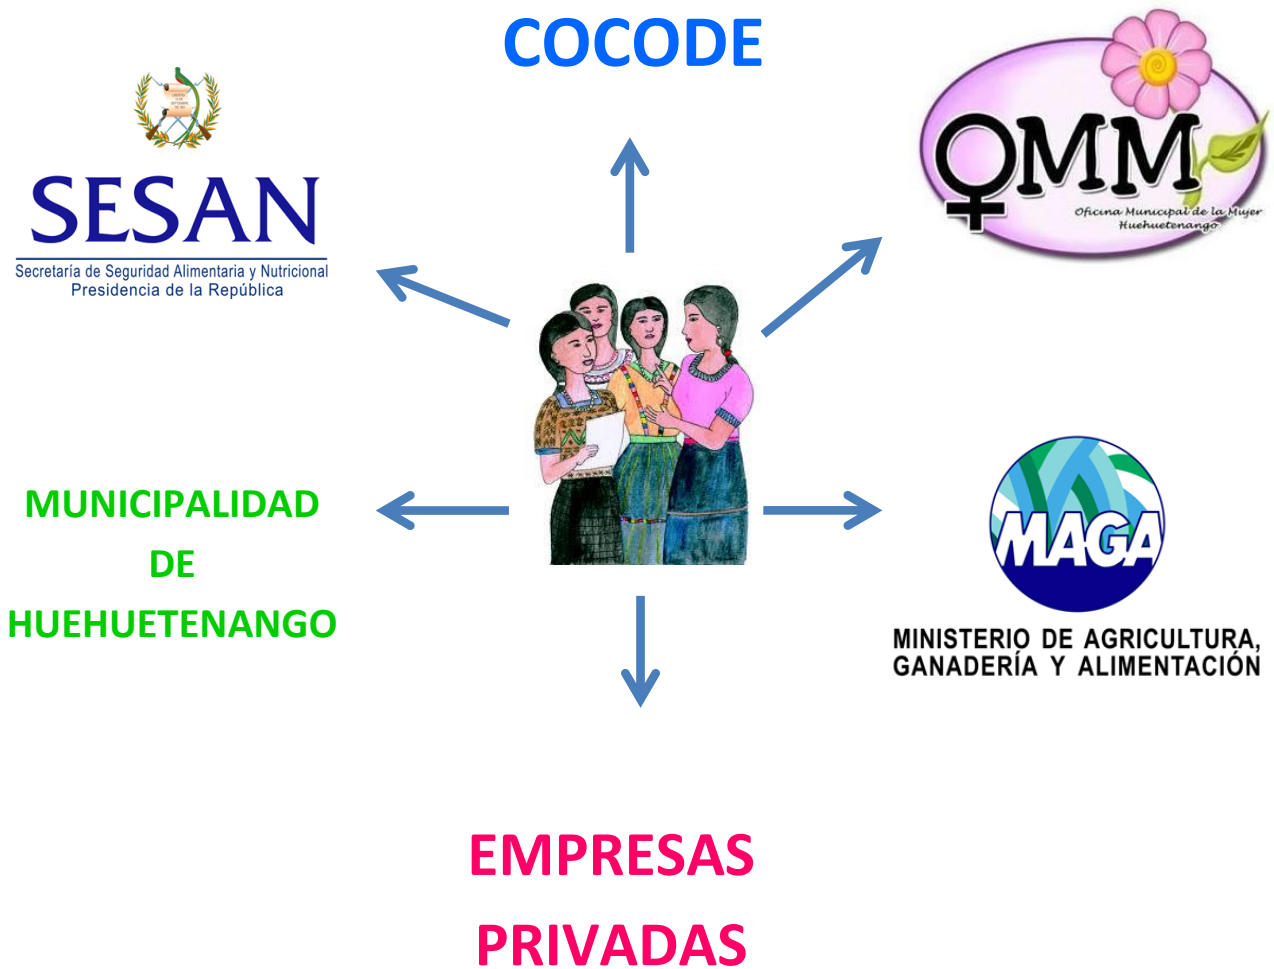 COCODE
SESAN
Secretaría de Seguridad Alimentaria y Nutricional
Presidencia de la República
OMM
Oficina Municipal de la Mujer
Huehuetenango
MUNICIPALIDAD
DE
HUEHUETENANGO
MAGA
MINISTERIO DE AGRICULTURA,
GANADERÍA Y ALIMENTACIÓN
EMPRESAS
PRIVADAS